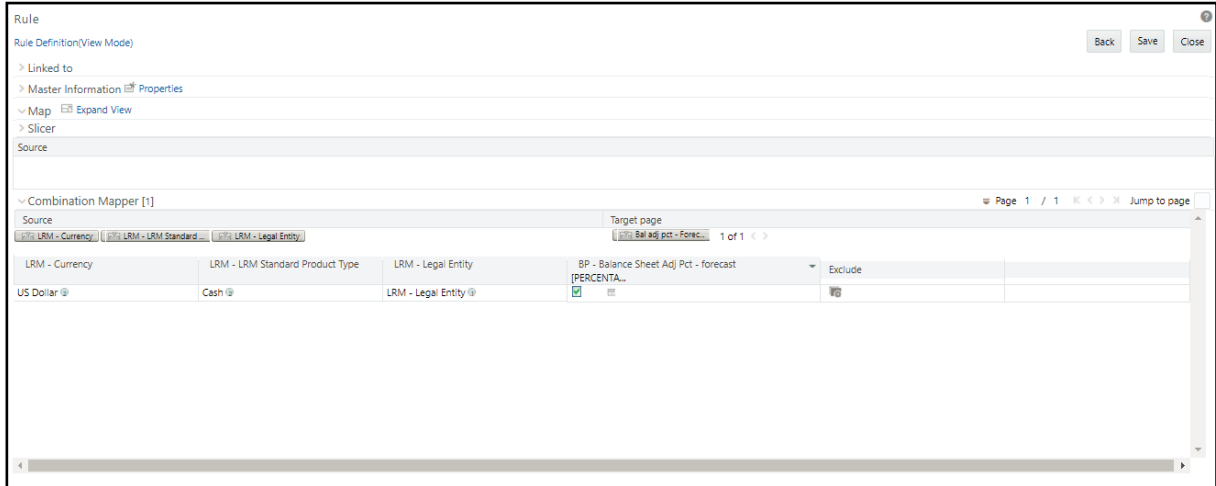 Rule
Rule Definition(View Mode)
Back Save Close
Linked to
Master Information Properties
Map Expand View
Slicer
Source
Combination Mapper [1] Page 1 / 1 Jump to page
Source Target page
LRM - Currency LRM - LRM Standard ... LRM - Legal Entity Bal adj pct - Forec... 1 of 1
LRM - Currency LRM - LRM Standard Product Type LRM - Legal Entity BP - Balance Sheet Adj Pct - forecast Exclude
[PERCENTA...
US Dollar Cash LRM - Legal Entity